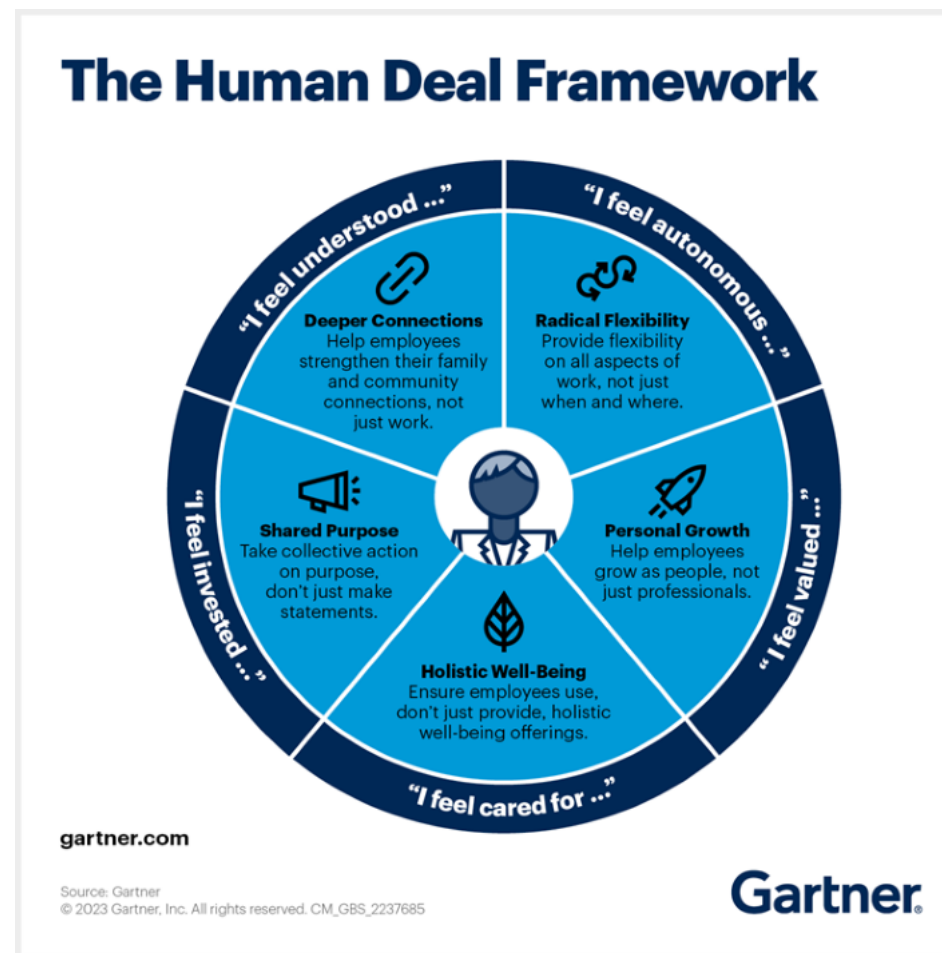 The Human Deal Framework
“I feel understood ...”
“I feel autonomous ...”
Deeper Connections
Help employees
strengthen their family
and community
connections, not
just work.
Radical Flexibility
Provide flexibility
on all aspects of
work, not just
when and where.
“I feel invested ...”
Shared Purpose
Take collective action
on purpose,
don't just make
statements.
Personal Growth
Help employees
grow as people, not
just professionals.
“I feel valued ...”
Holistic Well-Being
Ensure employees use,
don't just provide, holistic
well-being offerings.
“I feel cared for ...”
gartner.com
Source: Gartner
© 2023 Gartner, Inc. All rights reserved. CM_GBS_2237685
Gartner®